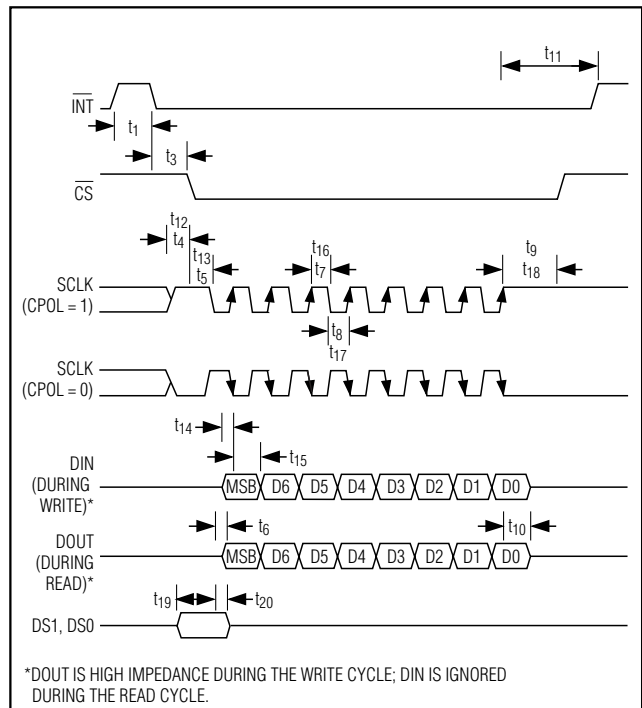 t11
INT
t1
t3
CS
t12
t4
t13
t5
t16
t7
t9
t18
SCLK
(CPOL = 1)
t8
t17
SCLK
(CPOL = 0)
t14
t15
DIN
(DURING
WRITE)*
MSB D6 D5 D4 D3 D2 D1 D0
t6
t10
DOUT
(DURING
READ)*
MSB D6 D5 D4 D3 D2 D1 D0
t19
t20
DS1, DS0
*DOUT IS HIGH IMPEDANCE DURING THE WRITE CYCLE; DIN IS IGNORED
DURING THE READ CYCLE.